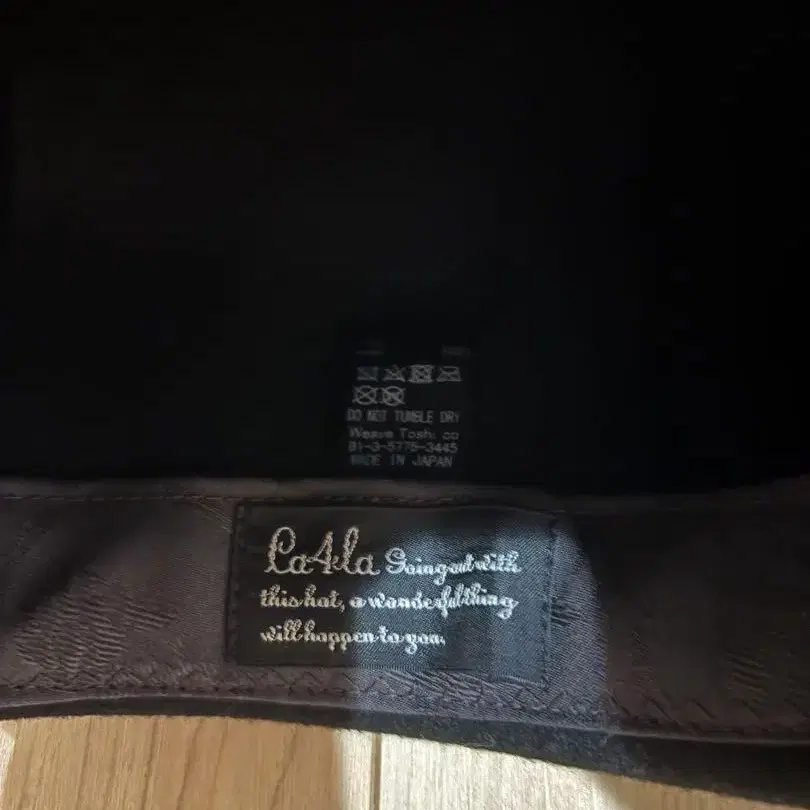 DO NOT TUMBLE DRY
Weave Toshi co
81-3-5775-3445
MADE IN JAPAN
Ca4la Going out with
this hat, a wonderful thing
will happen to you.